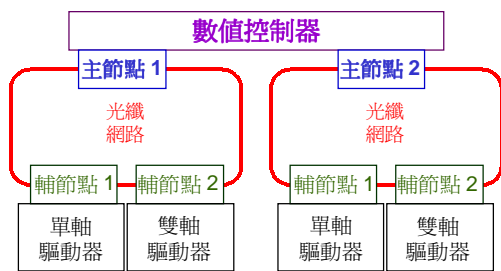 數值控制器
主節點 1
主節點 2
光纖
網路
光纖
網路
輔節點 1
輔節點 2
輔節點 1
輔節點 2
單軸
驅動器
雙軸
驅動器
單軸
驅動器
雙軸
驅動器